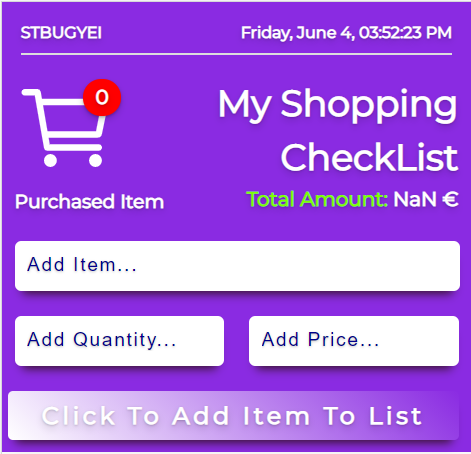 STBUGYEI Friday, June 4, 03:52:23 PM
0
My Shopping
CheckList
Purchased Item
Total Amount: NaN €
Add Item...
Add Quantity... Add Price...
Click To Add Item To List